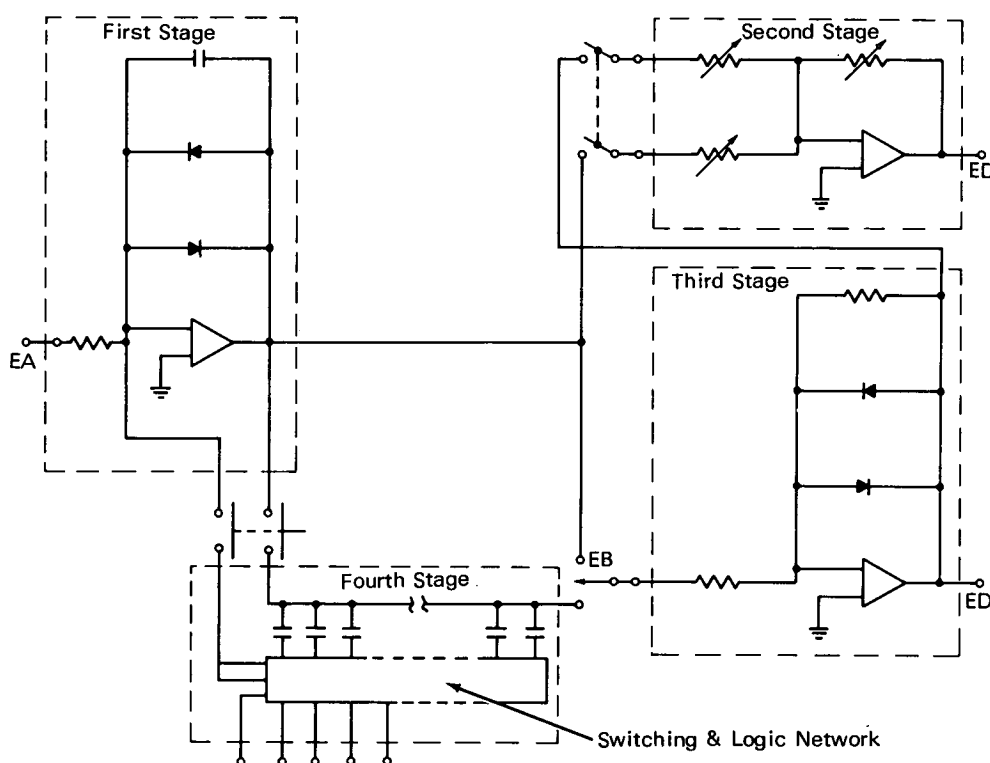 First Stage
Second Stage
ED
Third Stage
EA
EB
Fourth Stage
ED
Switching & Logic Network